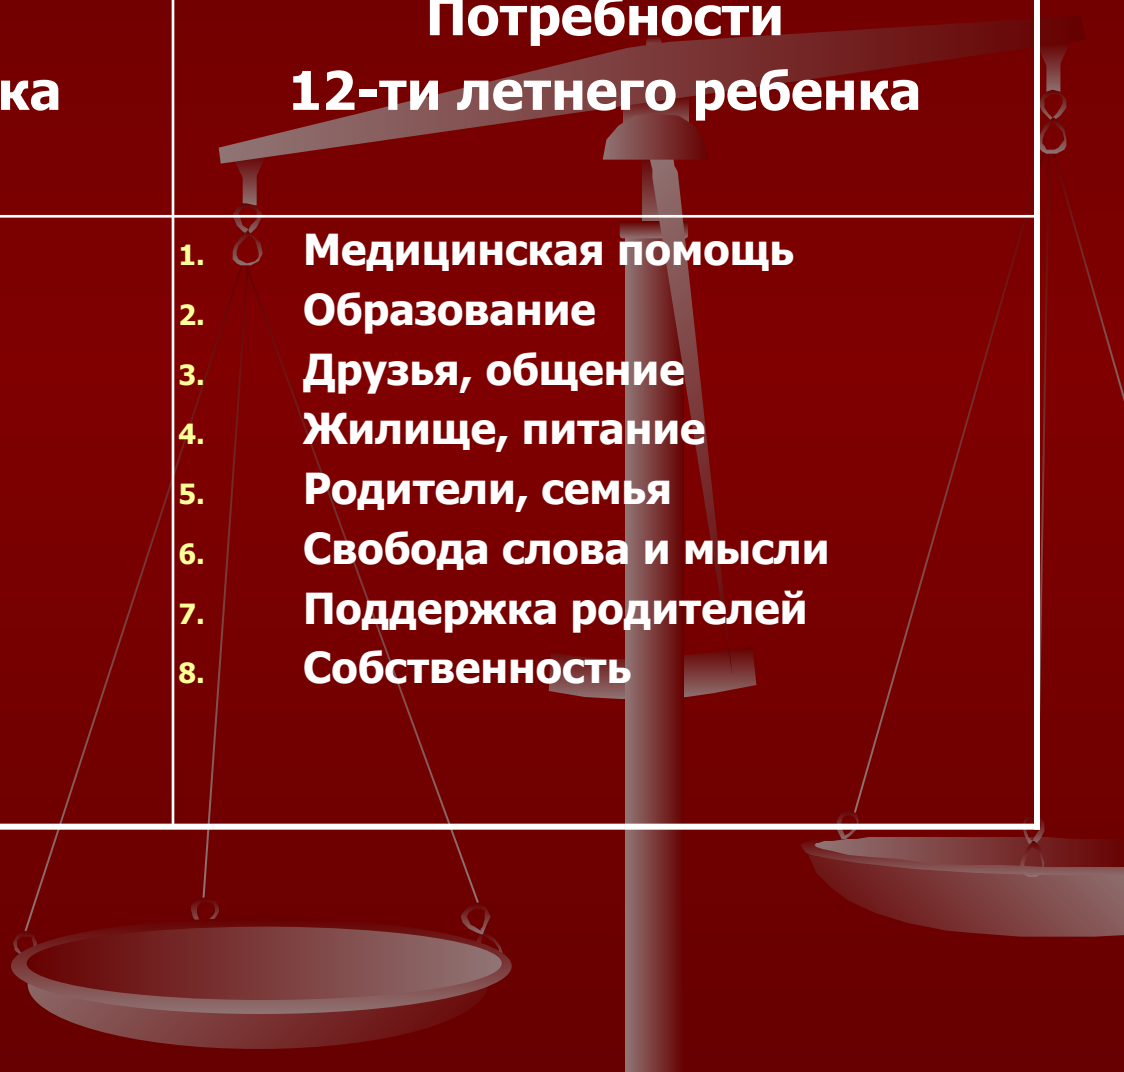 Потребности
ка 12-ти летнего ребенка
1. Медицинская помощь
2. Образование
3. Друзья, общение
4. Жилище, питание
5. Родители, семья
6. Свобода слова и мысли
7. Поддержка родителей
8. Собственность